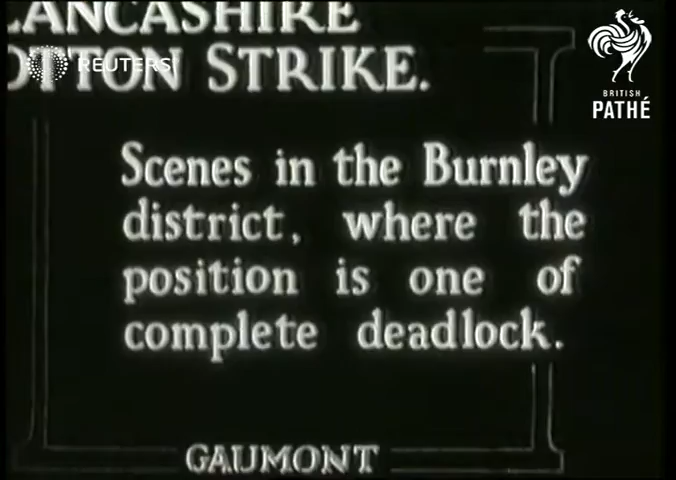 LANCASHIRE
OTTON STRIKE.
REUTERS
BRITISH
PATHÉ
Scenes in the Burnley
district, where the
position is one of
complete deadlock.
GAUMONT